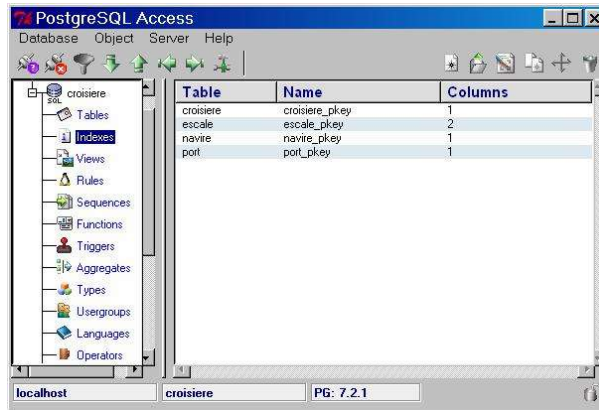 PostgreSQL Access
Database Object Server Help
croisiere
SQL
Tables
Indexes
Views
Rules
Sequences
Functions
Triggers
Aggregates
Types
Usergroups
Languages
Operators
Table Name Columns
croisiere croisiere_pkey 1
escale escale_pkey 2
navire navire_pkey 1
port port_pkey 1
localhost croisiere PG: 7.2.1